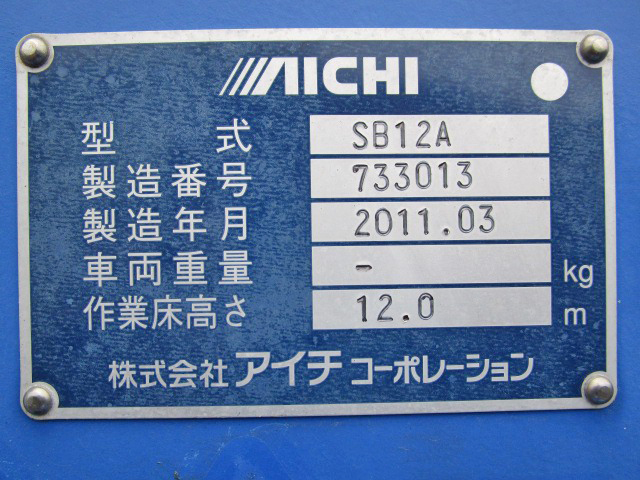 AICHI
型式 SB12A
製造番号 733013
製造年月 2011.03
車両重量 - kg
作業床高さ 12.0 m
株式会社アイチコーポレーション